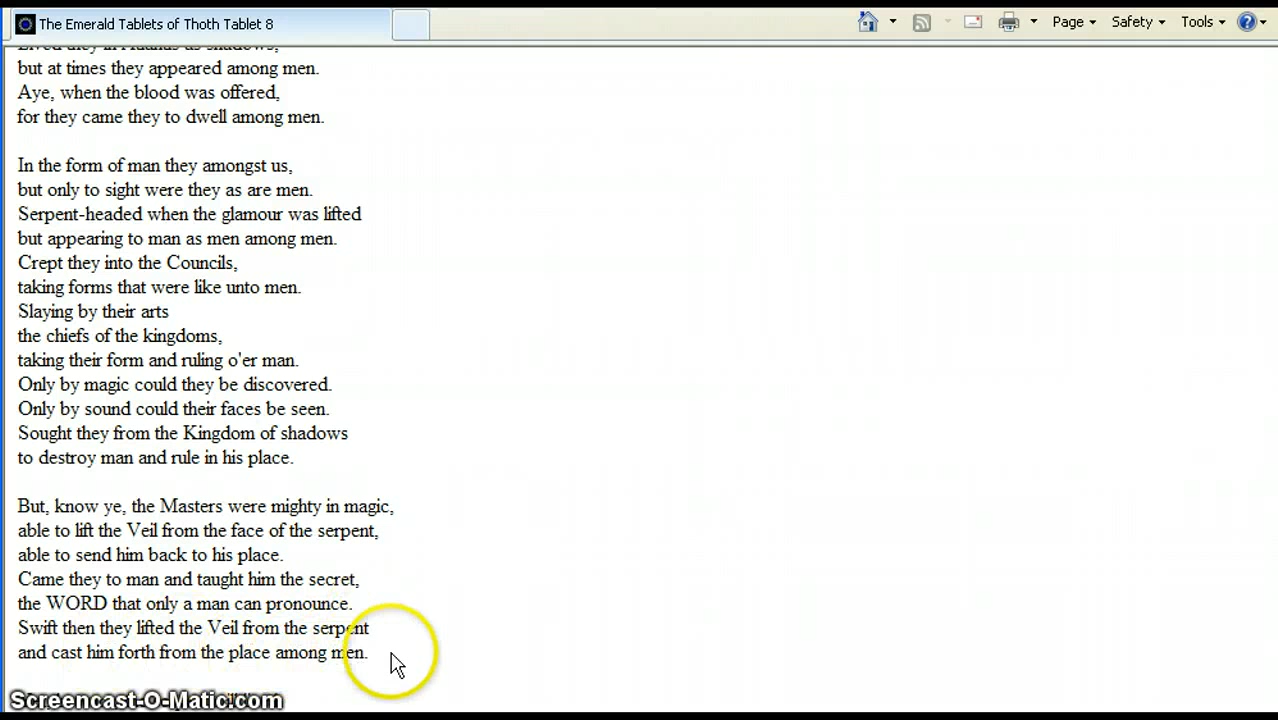 The Emerald Tablets of Thoth Tablet 8
Page
Safety
Tools
but at times they appeared among men.
Aye, when the blood was offered,
for they came they to dwell among men.
In the form of man they amongst us,
but only to sight were they as are men.
Serpent-headed when the glamour was lifted
but appearing to man as men among men.
Crept they into the Councils,
taking forms that were like unto men.
Slaying by their arts
the chiefs of the kingdoms,
taking their form and ruling o'er man.
Only by magic could they be discovered.
Only by sound could their faces be seen.
Sought they from the Kingdom of shadows
to destroy man and rule in his place.
But, know ye, the Masters were mighty in magic,
able to lift the Veil from the face of the serpent,
able to send him back to his place.
Came they to man and taught him the secret,
the WORD that only a man can pronounce.
Swift then they lifted the Veil from the serpent
and cast him forth from the place among men.
Screencast-O-Matic.com